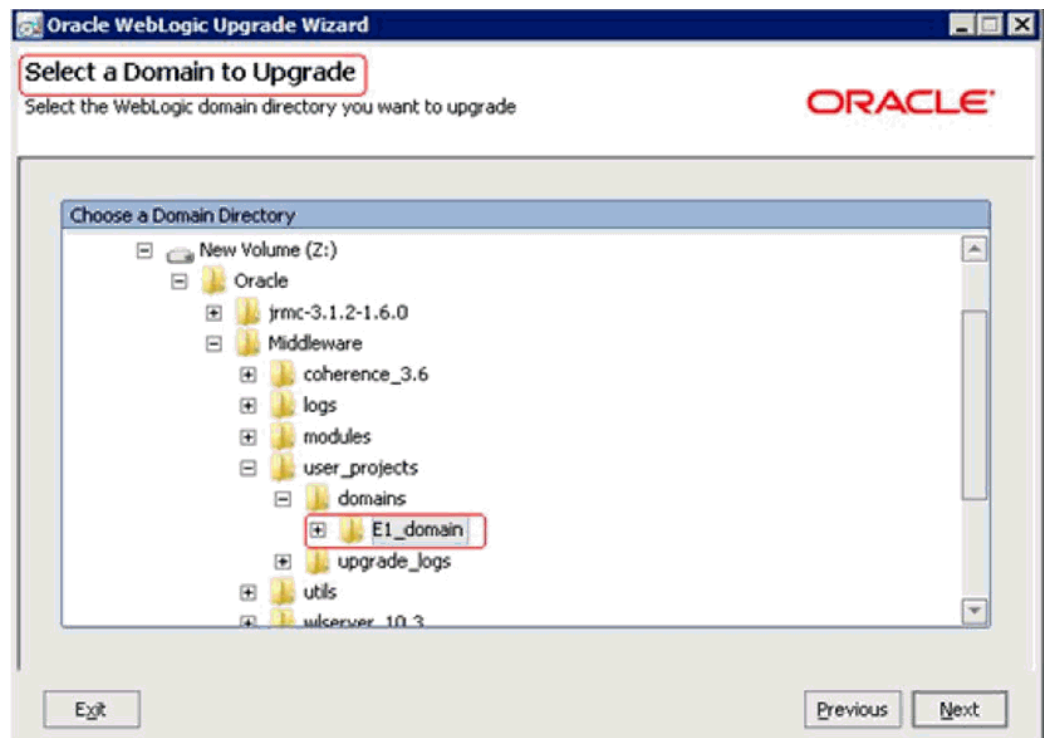 Oracle WebLogic Upgrade Wizard
Select a Domain to Upgrade
Select the WebLogic domain directory you want to upgrade
ORACLE
Choose a Domain Directory
New Volume (Z:)
Oracle
jrmc-3.1.2-1.6.0
Middleware
coherence_3.6
logs
modules
user_projects
domains
E1_domain
upgrade_logs
utils
wlserver_10.3
Exit
Previous
Next